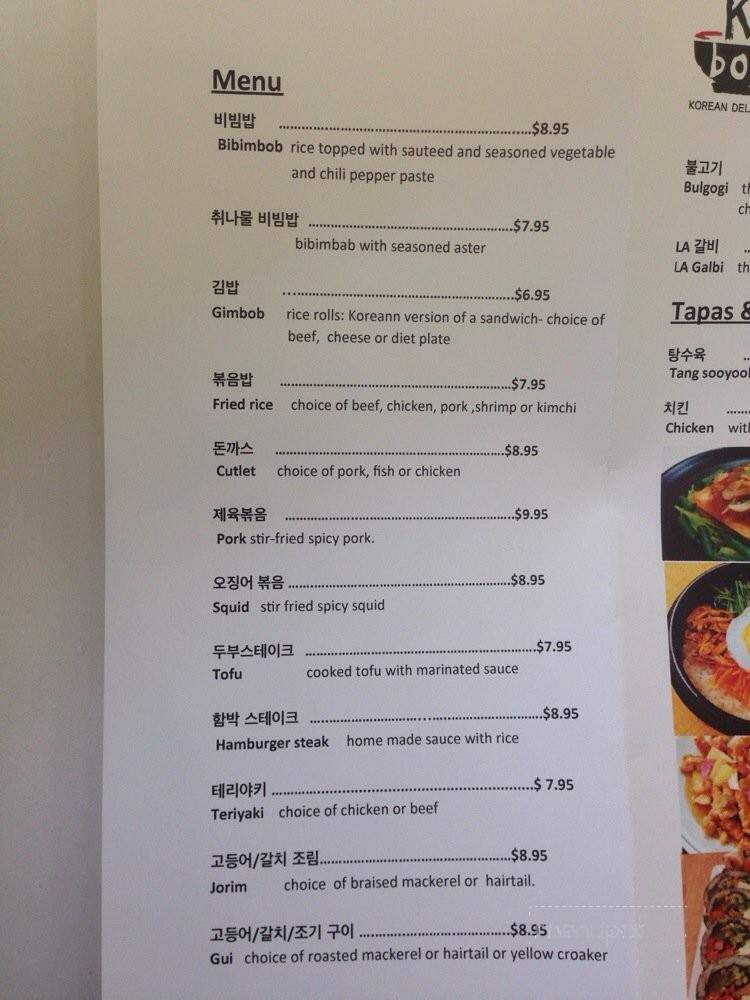 Menu
비빔밥 ........................................................$8.95
Bibimbob rice topped with sauteed and seasoned vegetable
and chili pepper paste
취나물 비빔밥 ...............................................$7.95
bibimbab with seasoned aster
김밥 ........................................................$6.95
Gimbob rice rolls: Koreann version of a sandwich- choice of
beef, cheese or diet plate
볶음밥 .....................................................$7.95
Fried rice choice of beef, chicken, pork ,shrimp or kimchi
돈까스 .....................................................$8.95
Cutlet choice of pork, fish or chicken
제육볶음 .....................................................$9.95
Pork stir-fried spicy pork.
오징어 볶음 ...................................................$8.95
Squid stir fried spicy squid
두부스테이크 .....................................................$7.95
Tofu cooked tofu with marinated sauce
함박 스테이크 .....................................................$8.95
Hamburger steak home made sauce with rice
테리야키 ............................................................$ 7.95
Teriyaki choice of chicken or beef
고등어/갈치 조림............................................$8.95
Jorim choice of braised mackerel or hairtail.
고등어/갈치/조기 구이 ........................................$8.95
Gui choice of roasted mackerel or hairtail or yellow croaker
K
bo
KOREAN DEL
불고기
Bulgogi th
ch
LA 갈비 ..
LA Galbi th
Tapas &
탕수육 ..
Tang sooyool
치킨 ......
Chicken with